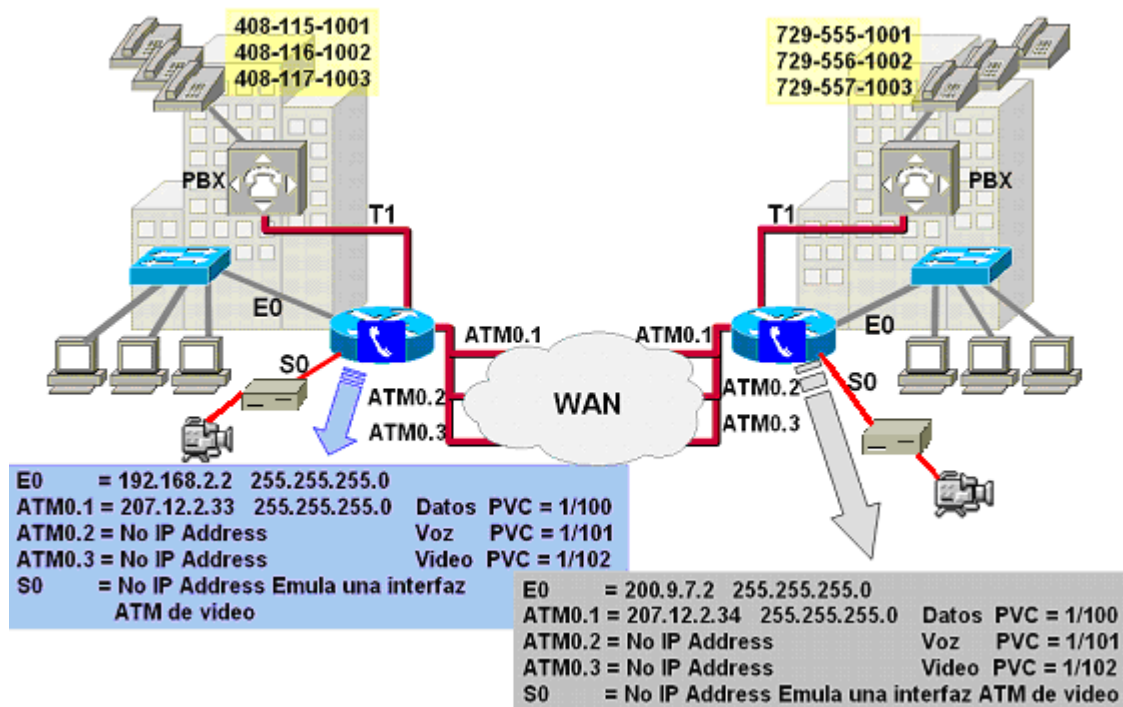 408-115-1001
408-116-1002
408-117-1003
729-555-1001
729-556-1002
729-557-1003
PBX
PBX
T1
T1
E0
E0
ATM0.1
ATM0.1
S0
S0
ATM0.2
ATM0.2
WAN
ATM0.3
ATM0.3
E0 = 192.168.2.2 255.255.255.0
ATM0.1 = 207.12.2.33 255.255.255.0 Datos PVC = 1/100
ATM0.2 = No IP Address Voz PVC = 1/101
ATM0.3 = No IP Address Video PVC = 1/102
S0 = No IP Address Emula una interfaz
ATM de video
E0 = 200.9.7.2 255.255.255.0
ATM0.1 = 207.12.2.34 255.255.255.0 Datos PVC = 1/100
ATM0.2 = No IP Address Voz PVC = 1/101
ATM0.3 = No IP Address Video PVC = 1/102
S0 = No IP Address Emula una interfaz ATM de video